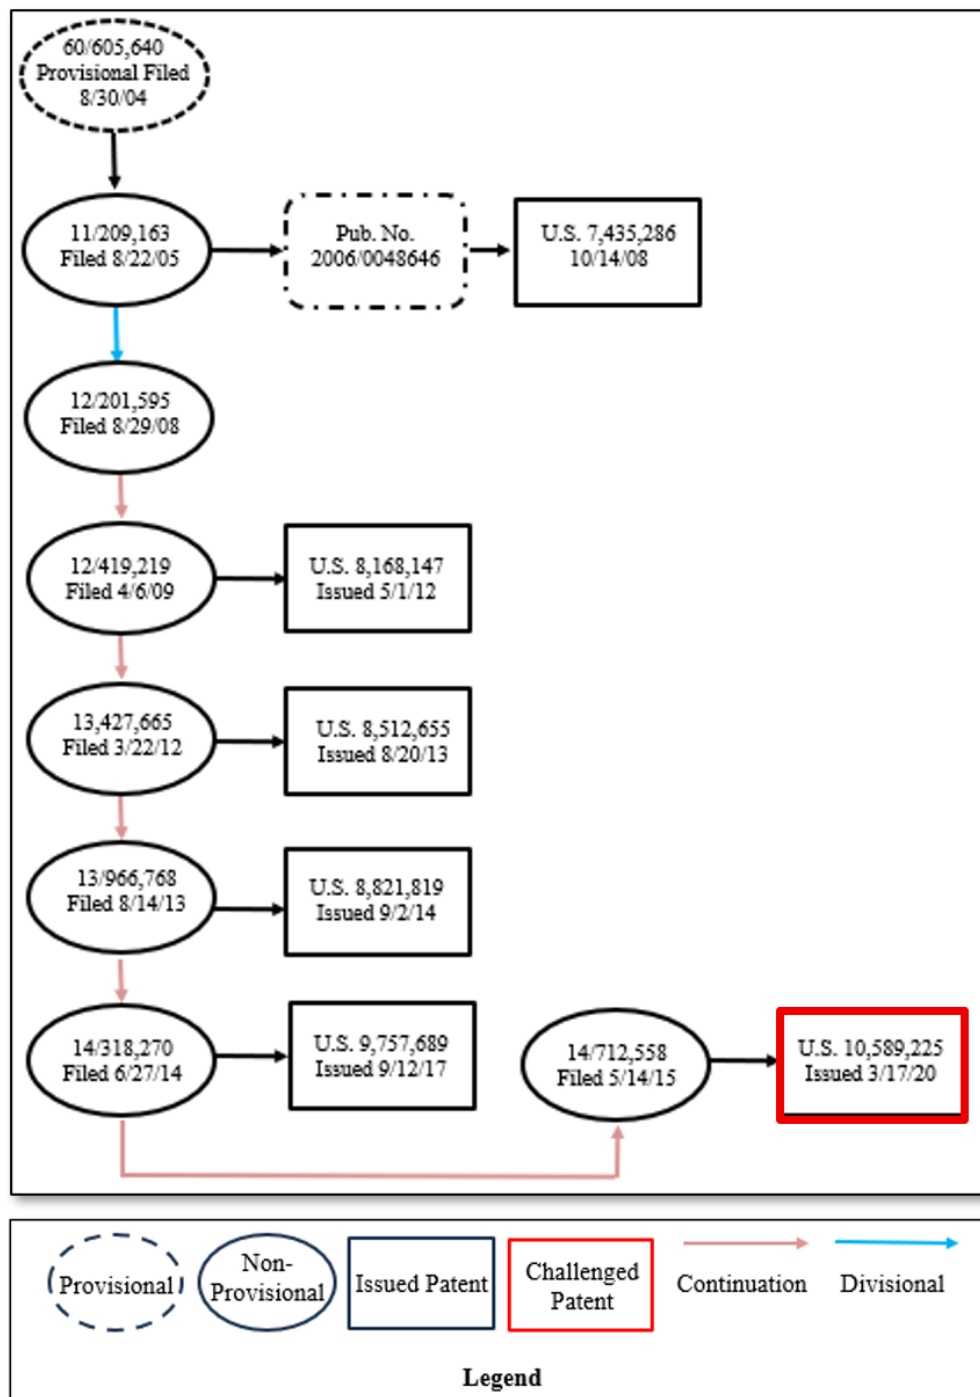 60/605,640
Provisional Filed
8/30/04
11/209,163
Filed 8/22/05
Pub. No.
2006/0048646
U.S. 7,435,286
10/14/08
12/201,595
Filed 8/29/08
12/419,219
Filed 4/6/09
U.S. 8,168,147
Issued 5/1/12
13,427,665
Filed 3/22/12
U.S. 8,512,655
Issued 8/20/13
13/966,768
Filed 8/14/13
U.S. 8,821,819
Issued 9/2/14
14/318,270
Filed 6/27/14
U.S. 9,757,689
Issued 9/12/17
14/712,558
Filed 5/14/15
U.S. 10,589,225
Issued 3/17/20
Provisional
Non-
Provisional
Issued Patent
Challenged
Patent
Continuation
Divisional
Legend